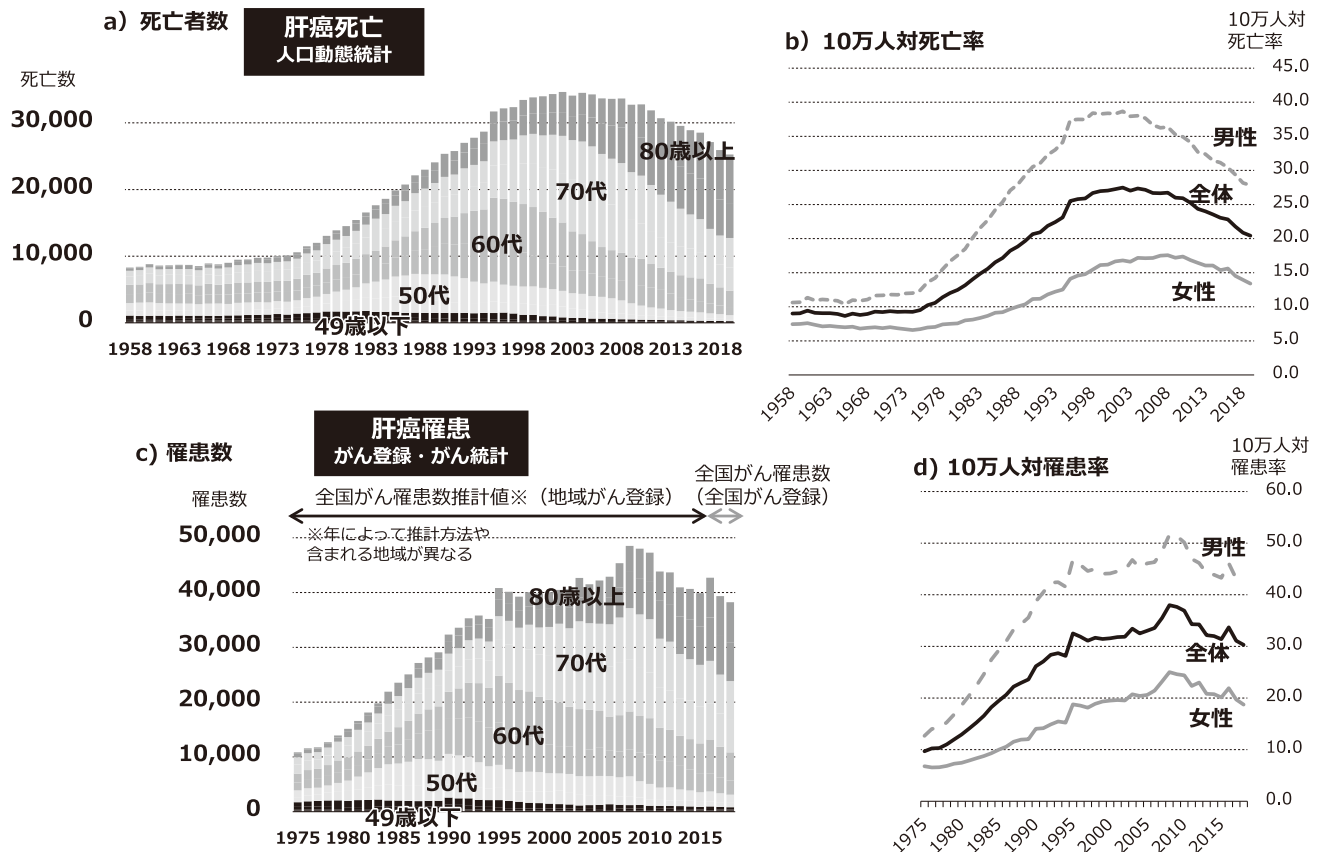 a）死亡者数
肝癌死亡
人口動態統計
死亡数
30,000
20,000
10,000
0
80歳以上
70代
60代
50代
49歳以下
1958 1963 1968 1973 1978 1983 1988 1993 1998 2003 2008 2013 2018
b）10万人対死亡率
10万人対
死亡率
45.0
40.0
35.0
30.0
25.0
20.0
15.0
10.0
5.0
0.0
男性
全体
女性
1958 1963 1968 1973 1978 1983 1988 1993 1998 2003 2008 2013 2018
c) 罹患数
肝癌罹患
がん登録・がん統計
罹患数
全国がん罹患数推計値※（地域がん登録）
全国がん罹患数
（全国がん登録）
※年によって推計方法や
含まれる地域が異なる
50,000
40,000
30,000
20,000
10,000
0
80歳以上
70代
60代
50代
49歳以下
1975 1980 1985 1990 1995 2000 2005 2010 2015
d) 10万人対罹患率
10万人対
罹患率
60.0
50.0
40.0
30.0
20.0
10.0
0.0
男性
全体
女性
1975 1980 1985 1990 1995 2000 2005 2010 2015